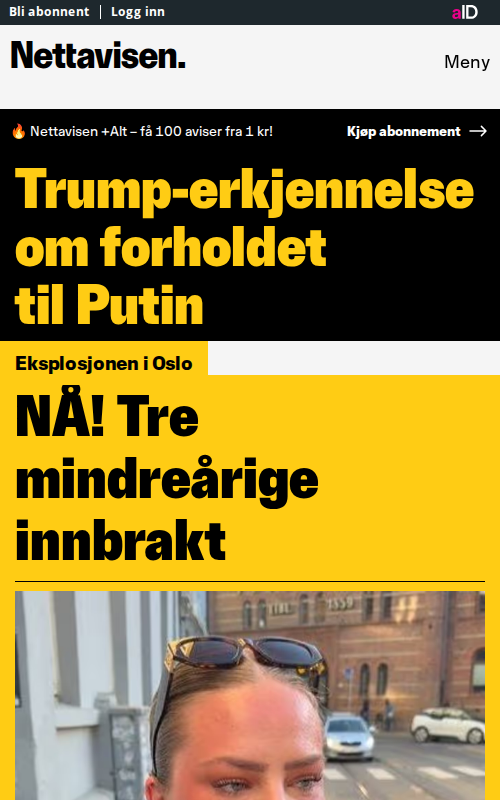 Bli abonnent | Logg inn
aID
Nettavisen.
Meny
🔥 Nettavisen +Alt – få 100 aviser fra 1 kr!
Kjøp abonnement →
Trump-erkjennelse
om forholdet
til Putin
Eksplosjonen i Oslo
NÅ! Tre
mindreårige
innbrakt